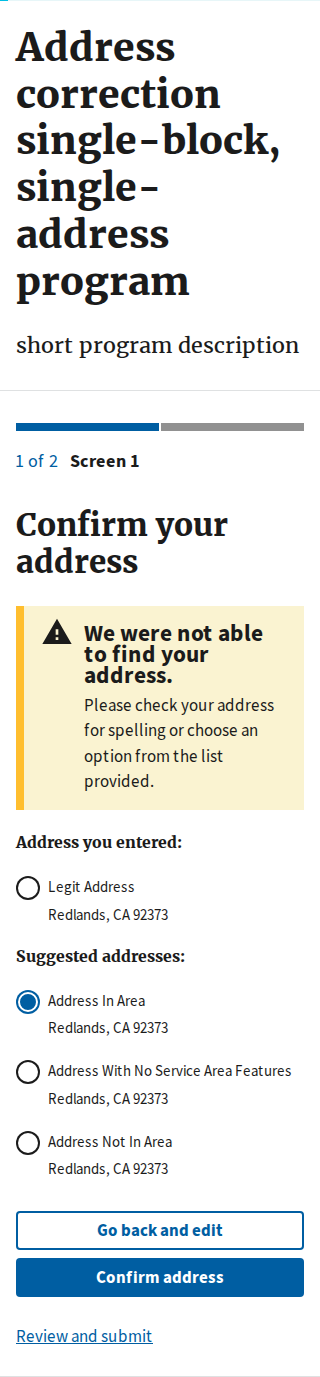 Address
correction
single-block,
single-
address
program
short program description
1 of 2 Screen 1
Confirm your
address
We were not able
to find your
address.
Please check your address
for spelling or choose an
option from the list
provided.
Address you entered:
Legit Address
Redlands, CA 92373
Suggested addresses:
Address In Area
Redlands, CA 92373
Address With No Service Area Features
Redlands, CA 92373
Address Not In Area
Redlands, CA 92373
Go back and edit
Confirm address
Review and submit